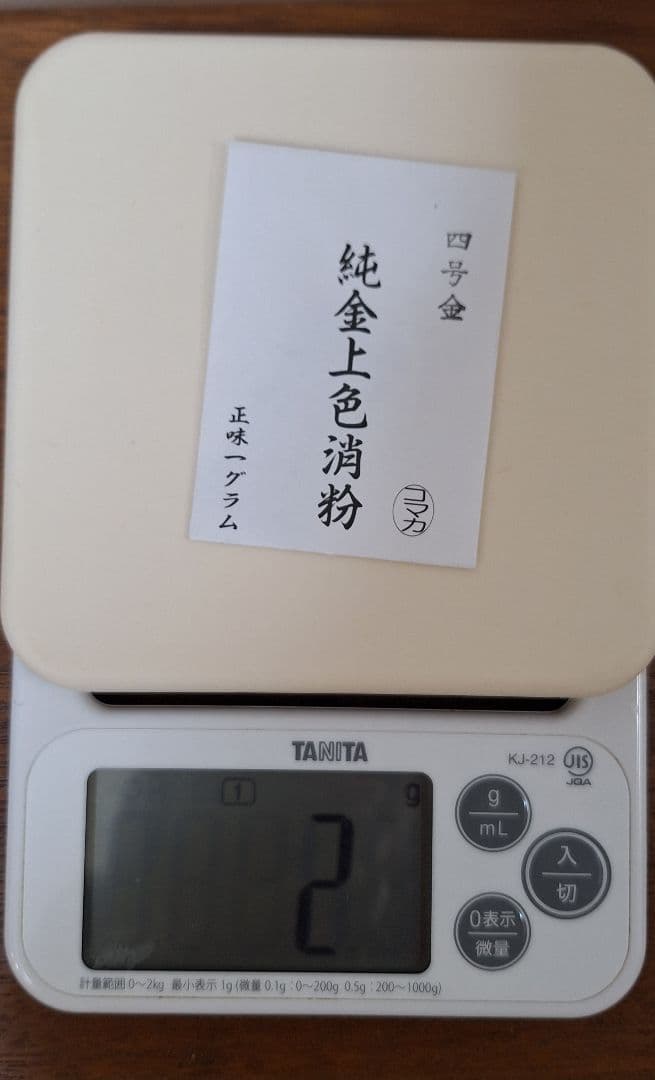 四号金
純金上色消粉
コマカ
正味一グラム
TANITA
KJ-212
JIS
JQA
1
g
2
g
mL
入
切
0表示
微量
計量範囲 0〜2kg 最小表示 1g (微量 0.1g:0〜200g 0.5g:200〜1000g)